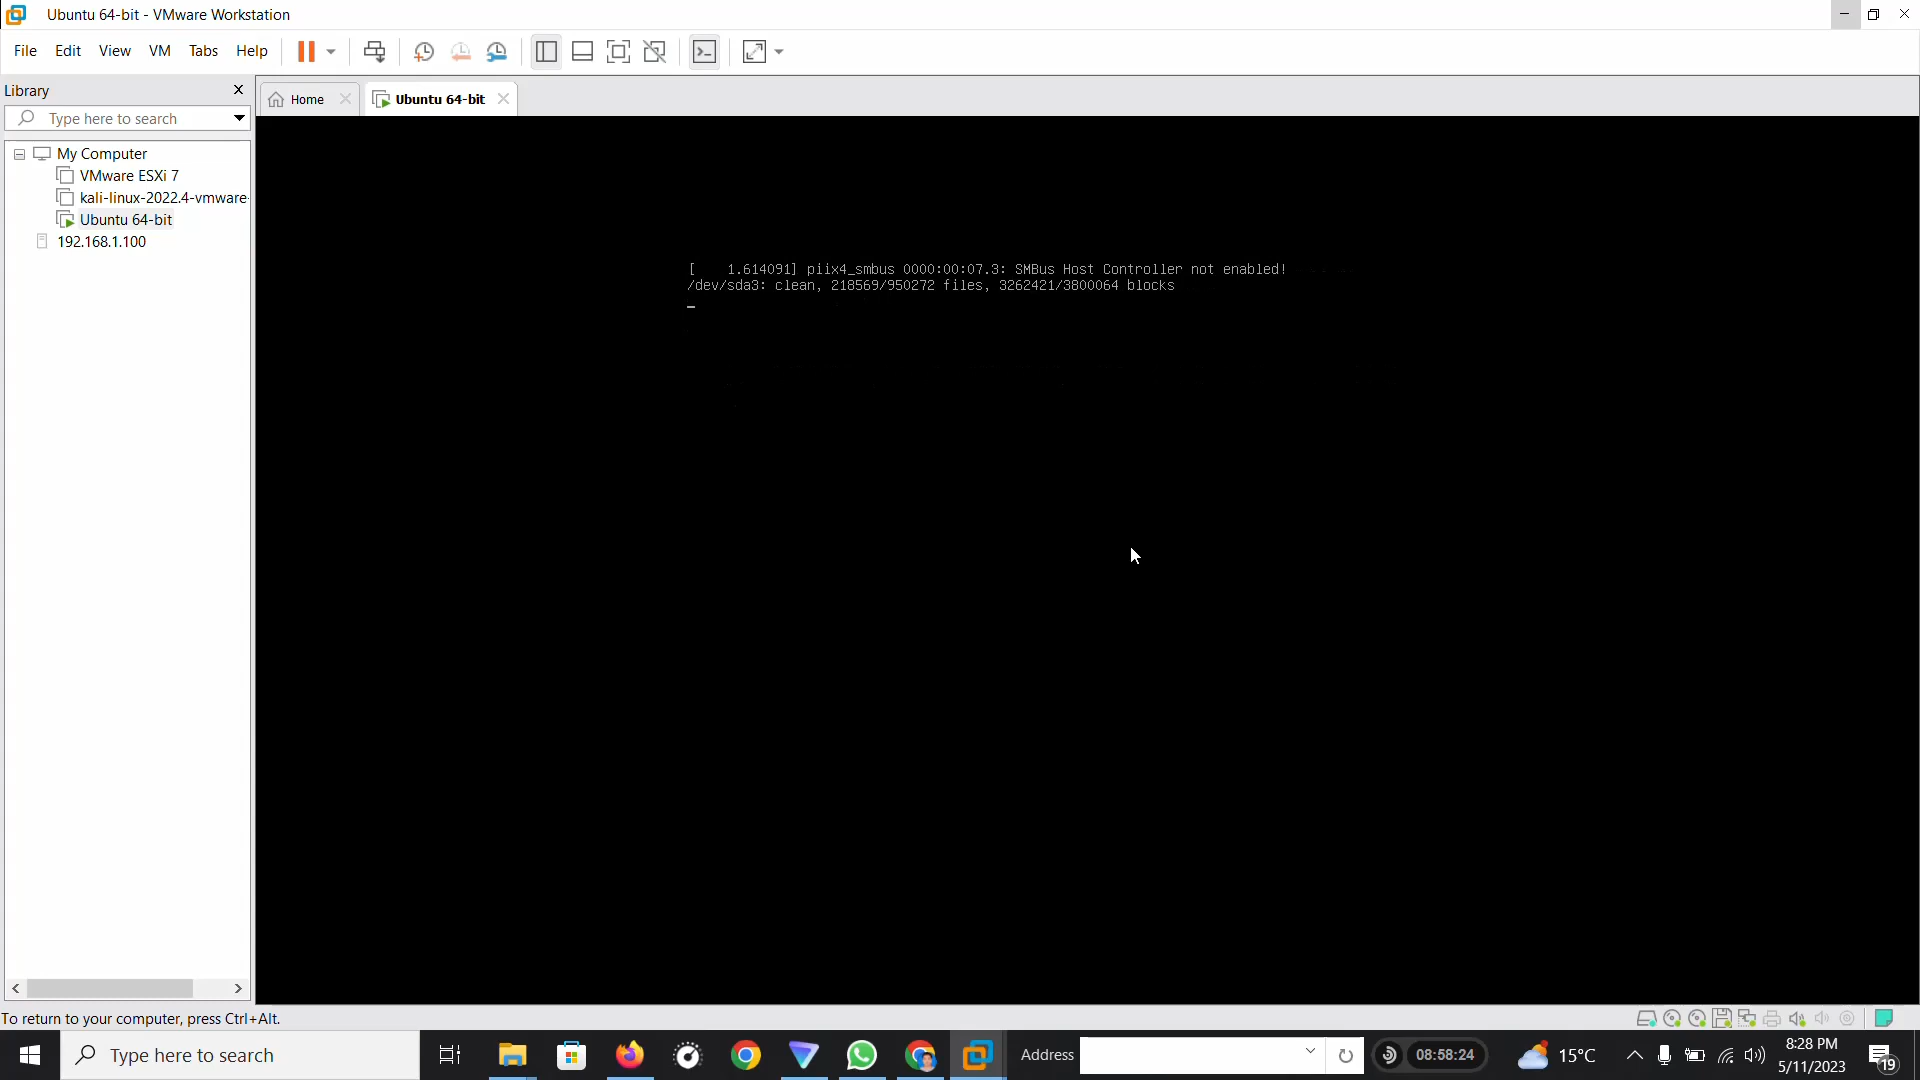 Ubuntu 64-bit - VMware Workstation
File Edit View VM Tabs Help
Library
Home
Ubuntu 64-bit
Type here to search
My Computer
VMware ESXi 7
kali-linux-2022.4-vmware-
Ubuntu 64-bit
192.168.1.100
[    1.614091] piix4_smbus 0000:00:07.3: SMBus Host Controller not enabled!
/dev/sda3: clean, 218569/950272 files, 3262421/3800064 blocks
To return to your computer, press Ctrl+Alt.
Type here to search
Address
08:58:24
15°C
8:28 PM
5/11/2023
19